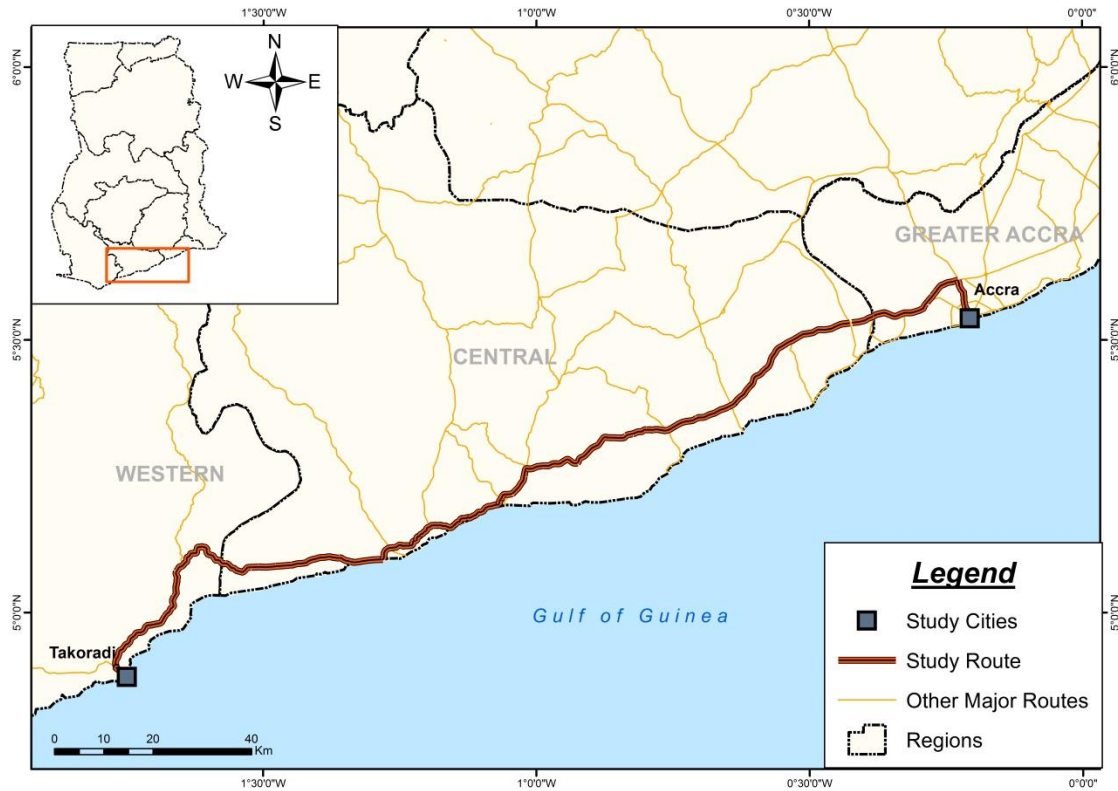 1°30'0"W 1°0'0"W 0°30'0"W 0°0'0"
N
W E
S
6°0'0"N 6°0'0"N
GREATER ACCRA
Accra
5°30'0"N 5°30'0"N
CENTRAL
WESTERN
Legend
Gulf of Guinea
5°0'0"N 5°0'0"N
Study Cities
Takoradi
Study Route
Other Major Routes
Regions
0 10 20 40
Km
1°30'0"W 1°0'0"W 0°30'0"W 0°0'0"